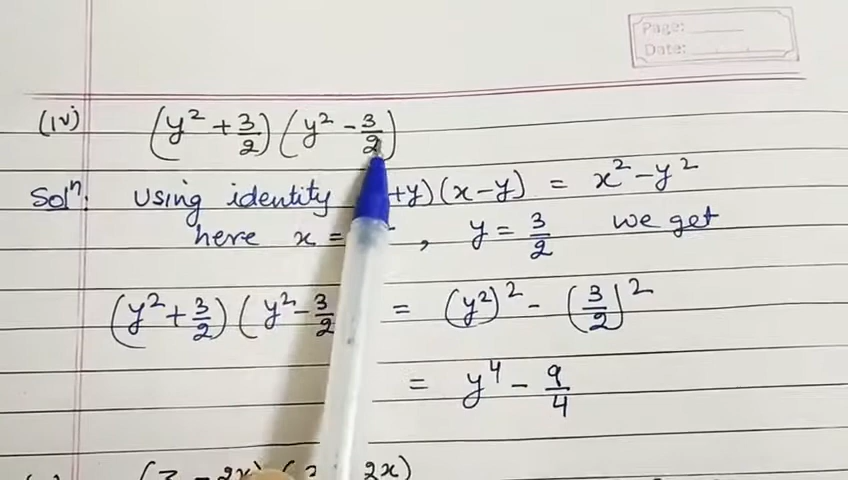 Page:
Date:
(iv) (y² + 3/2) (y² - 3/2)
Solⁿ: Using identity +y)(x-y) = x² - y²
here x = , y = 3/2 we get
(y² + 3/2) (y² - 3/2 = (y²)² - (3/2)²
= y⁴ - 9/4
2x)